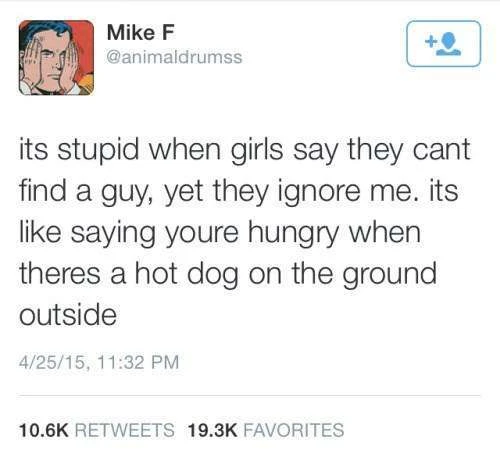 Mike F
@animaldrumss
its stupid when girls say they cant
find a guy, yet they ignore me. its
like saying youre hungry when
theres a hot dog on the ground
outside
4/25/15, 11:32 PM
10.6K RETWEETS 19.3K FAVORITES